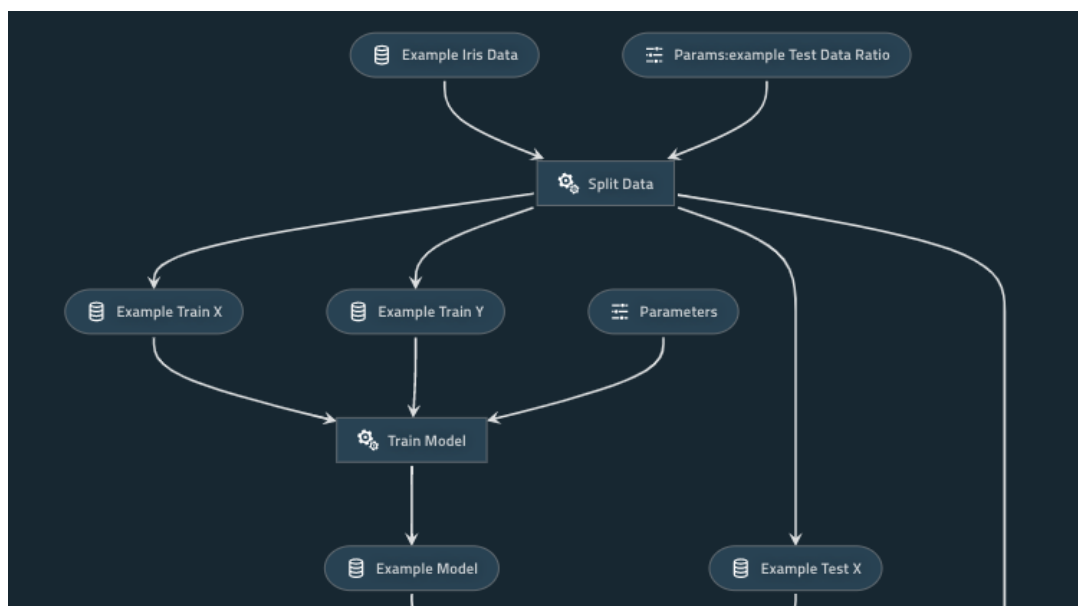 Example Iris Data
Params:example Test Data Ratio
Split Data
Example Train X
Example Train Y
Parameters
Train Model
Example Model
Example Test X